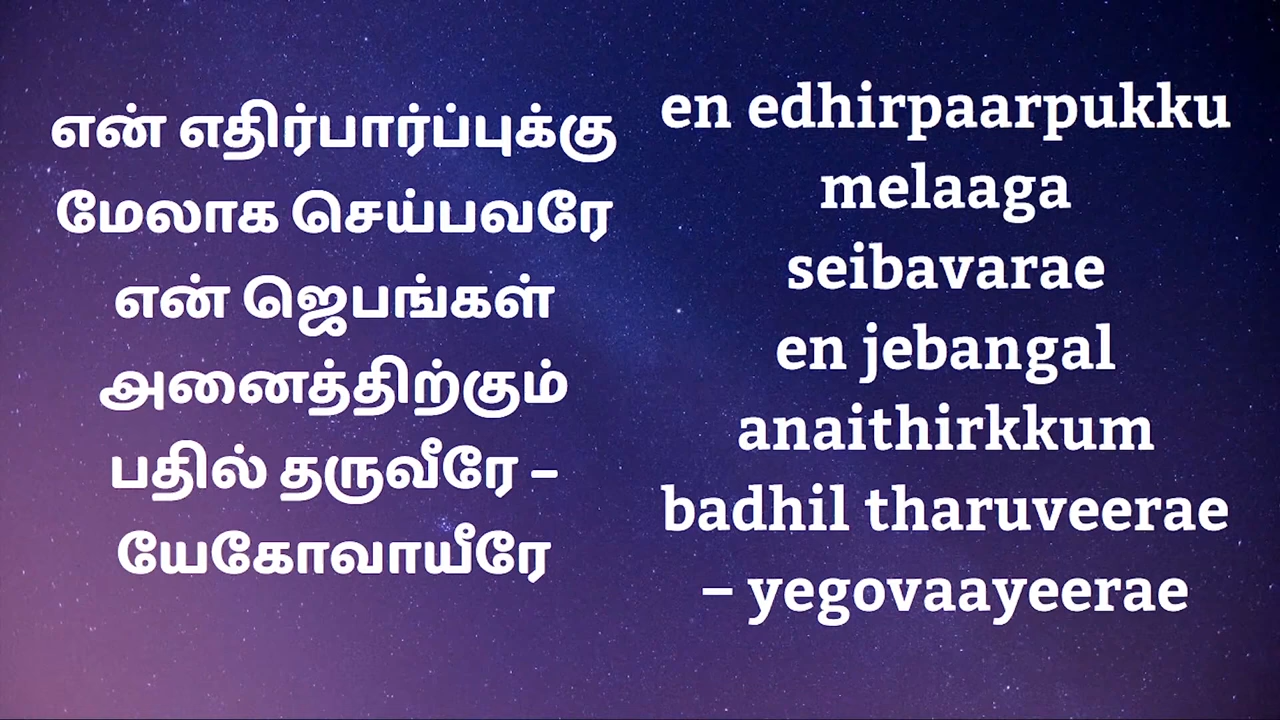 என் எதிர்பார்ப்புக்கு
மேலாக செய்பவரே
என் ஜெபங்கள்
அனைத்திற்கும்
பதில் தருவீரே –
யேகோவாயீரே
en edhirpaarpukku
melaaga
seibavarae
en jebangal
anaithirkkum
badhil tharuveerae
– yegovaayeerae